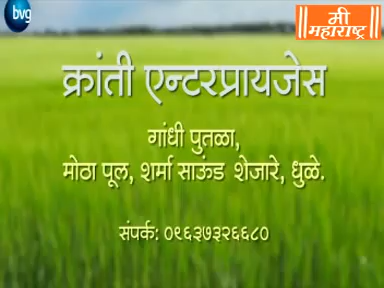 bvg
मी
महाराष्ट्र
क्रांती एन्टरप्रायजेस
गांधी पुतळा,
मोठा पूल, शर्मा साऊंड शेजारे, धुळे.
संपर्क: ०९६३७३२६६८०